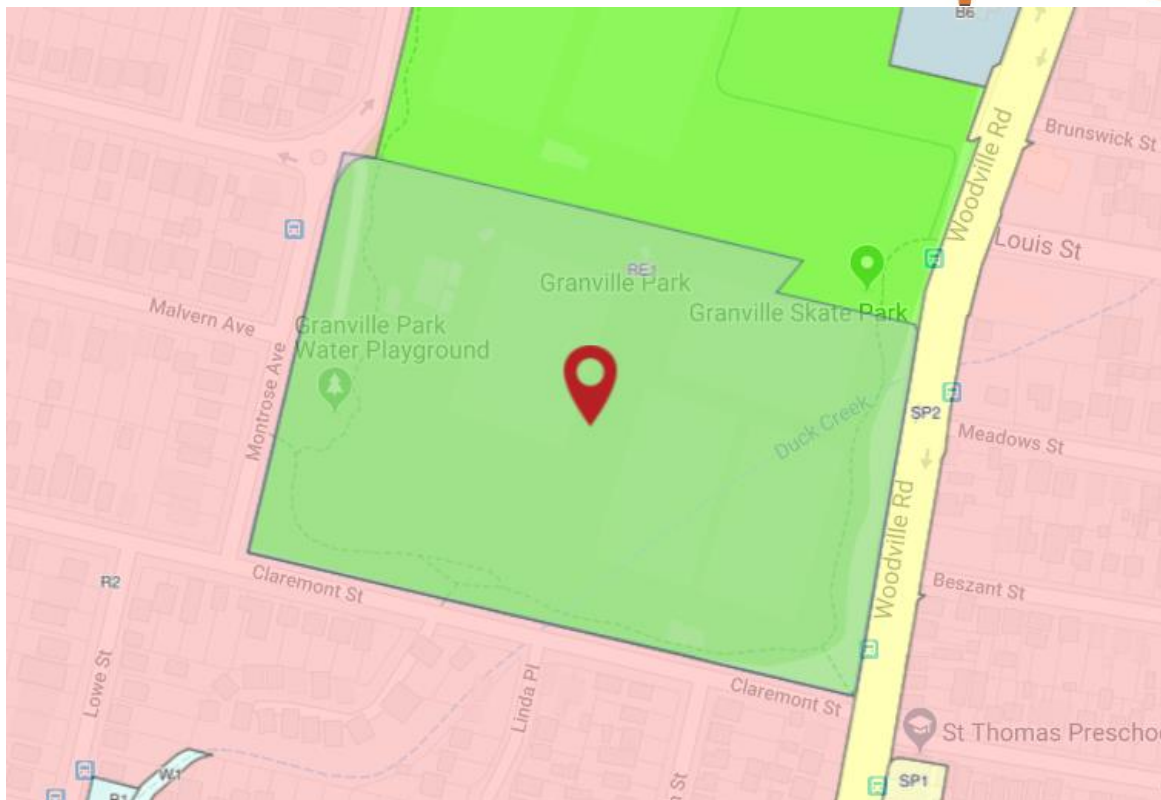 B6
Brunswick St
Woodville Rd
Louis St
RE1
Granville Park
Granville Skate Park
Malvern Ave
Granville Park
Water Playground
Montrose Ave
Duck Creek
SP2
Meadows St
Woodville Rd
R2
Claremont St
Beszant St
Lowe St
Linda Pl
Claremont St
St Thomas Prescho
W1
SP1
St